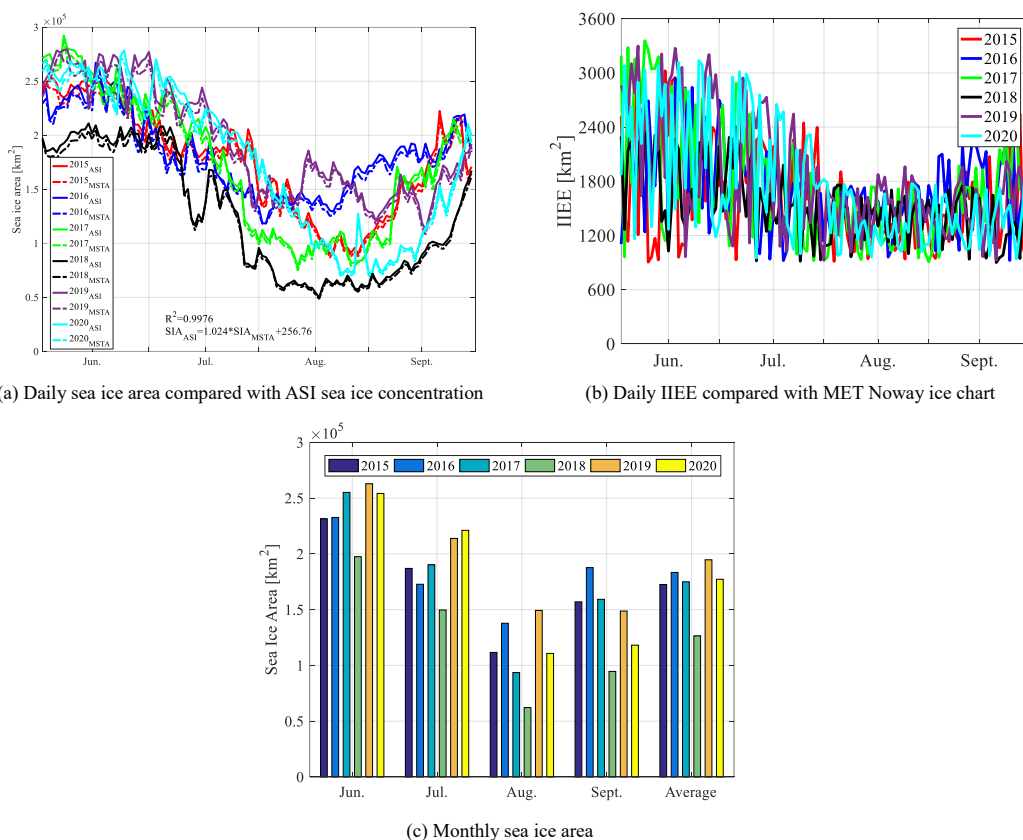 ×10^5
3
2.5
2
1.5
1
0.5
0
Sea ice area [km^2]
2015_ASI
2015_MSTA
2016_ASI
2016_MSTA
2017_ASI
2017_MSTA
2018_ASI
2018_MSTA
2019_ASI
2019_MSTA
2020_ASI
2020_MSTA
R^2=0.9976
SIA_ASI=1.024*SIA_MSTA+256.76
Jun. Jul. Aug. Sept.
(a) Daily sea ice area compared with ASI sea ice concentration
3600
3000
2400
1800
1200
600
0
IIEE [km^2]
2015
2016
2017
2018
2019
2020
Jun. Jul. Aug. Sept.
(b) Daily IIEE compared with MET Noway ice chart
×10^5
3
2.5
2
1.5
1
0.5
0
Sea Ice Area [km^2]
2015 2016 2017 2018 2019 2020
Jun. Jul. Aug. Sept. Average
(c) Monthly sea ice area